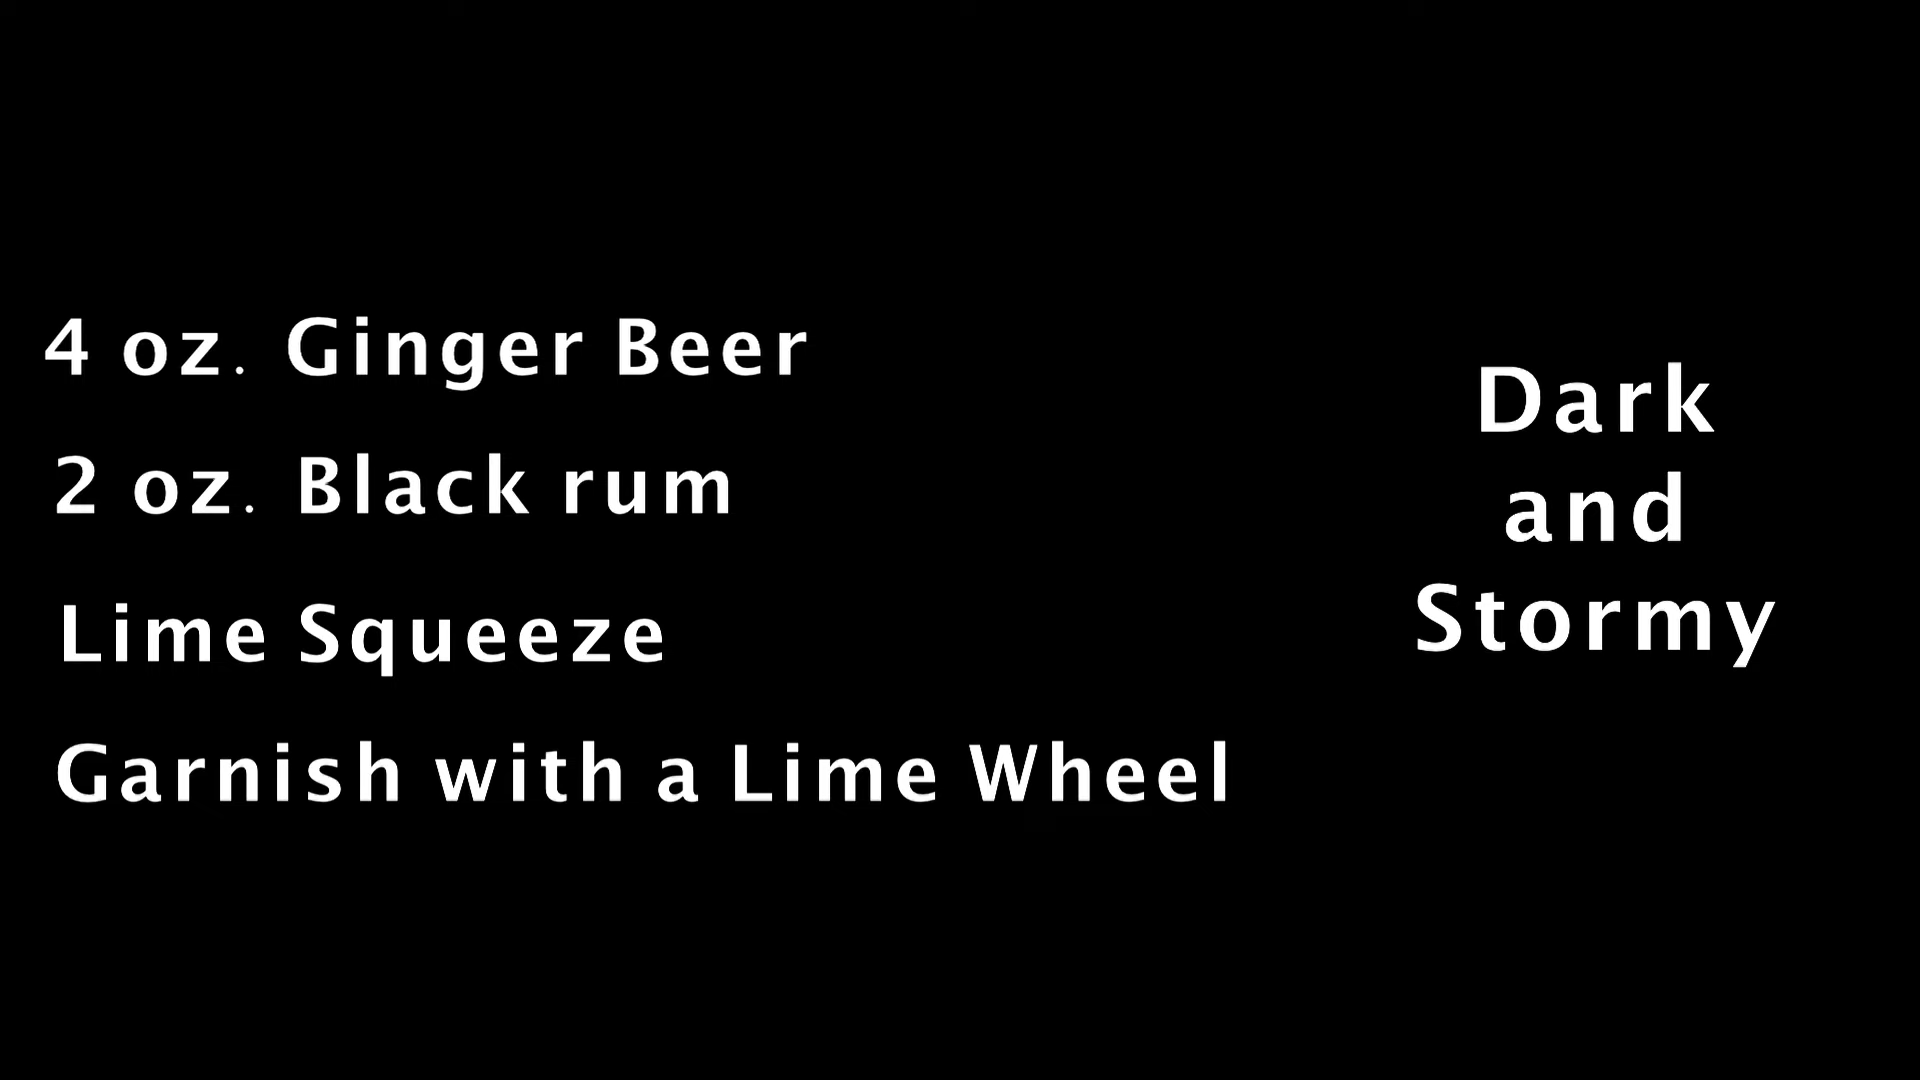 4 oz. Ginger Beer
2 oz. Black rum
Lime Squeeze
Garnish with a Lime Wheel
Dark
and
Stormy